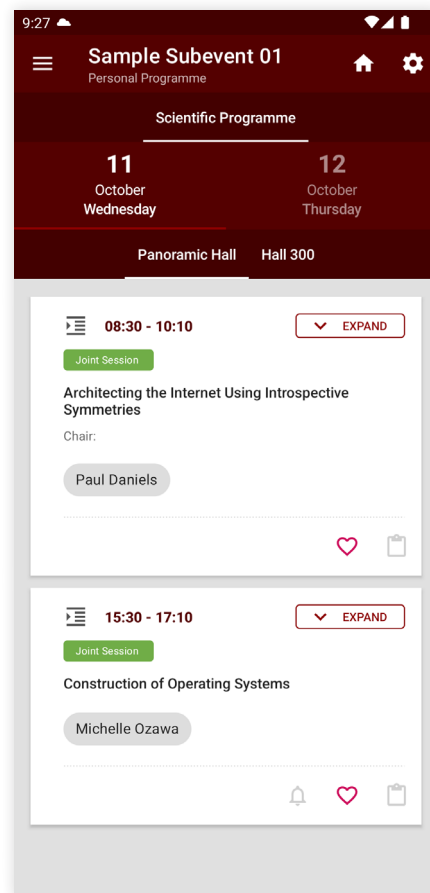 9:27
Sample Subevent 01
Personal Programme
Scientific Programme
11
October
Wednesday
12
October
Thursday
Panoramic Hall
Hall 300
08:30 - 10:10
EXPAND
Joint Session
Architecting the Internet Using Introspective
Symmetries
Chair:
Paul Daniels
15:30 - 17:10
EXPAND
Joint Session
Construction of Operating Systems
Michelle Ozawa